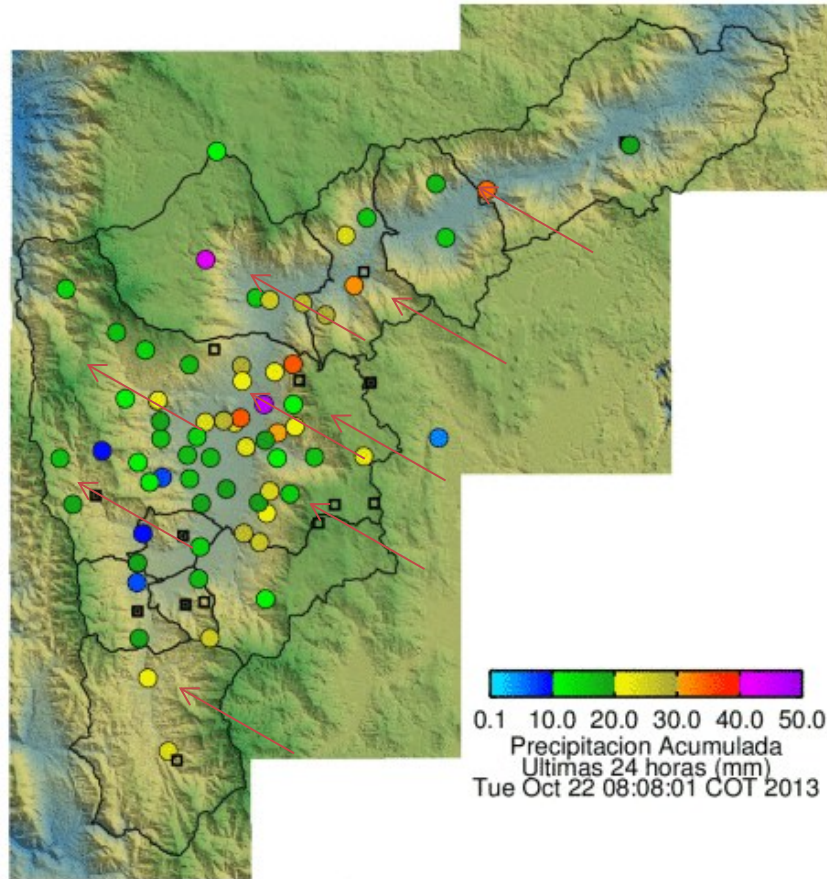 0.1 10.0 20.0 30.0 40.0 50.0
Precipitacion Acumulada
Ultimas 24 horas (mm)
Tue Oct 22 08:08:01 COT 2013